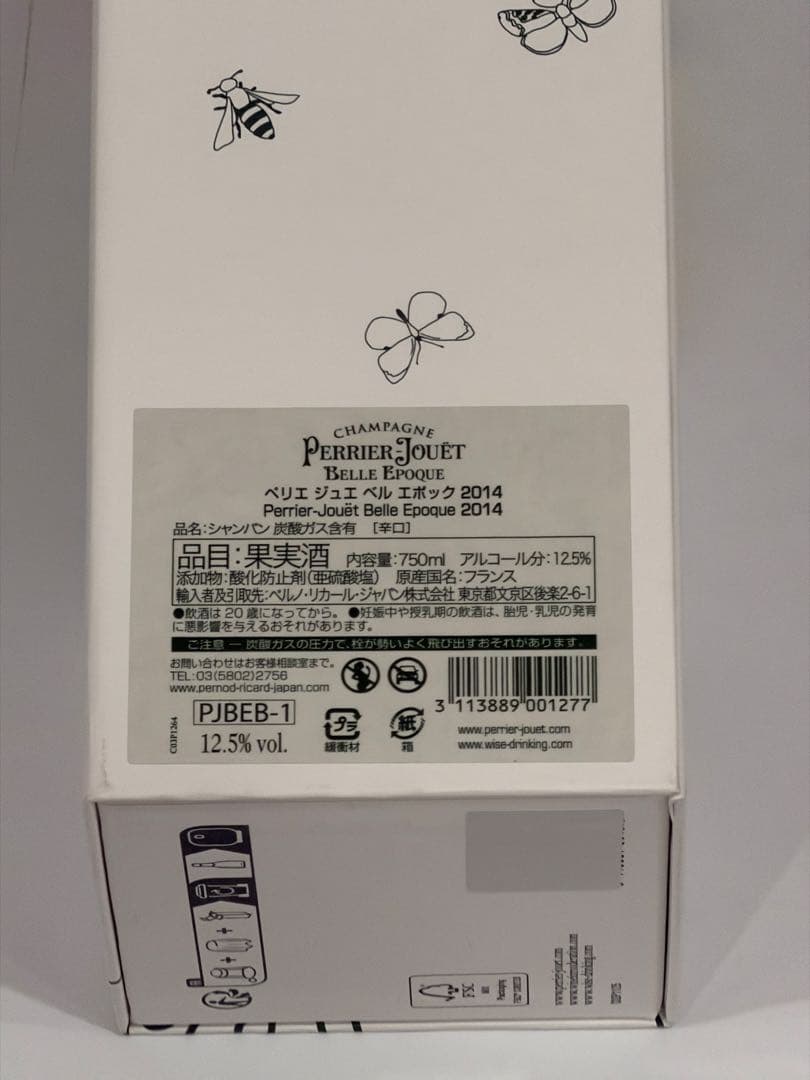 CHAMPAGNE
PERRIER-JOUËT
BELLE EPOQUE
ペリエ ジュエ ベル エポック 2014
Perrier-Jouët Belle Epoque 2014
品名:シャンパン 炭酸ガス含有 [辛口]
品目:果実酒 内容量:750ml アルコール分:12.5%
添加物:酸化防止剤(亜硫酸塩) 原産国名:フランス
輸入者及引取先:ペルノ・リカール・ジャパン株式会社 東京都文京区後楽2-6-1
●飲酒は20歳になってから。 ●妊娠中や授乳期の飲酒は、胎児・乳児の発育
に悪影響を与えるおそれがあります。
ご注意 — 炭酸ガスの圧力で、栓が勢いよく飛び出すおそれがあります。
お問い合わせはお客様相談室まで。
TEL:03(5802)2756
www.pernod-ricard-japan.com
3 113889 001277
PJBEB-1
12.5% vol.
C03P1264
プラ
緩衝材
紙
箱
www.perrier-jouet.com
www.wise-drinking.com
FSC
MIX
Packaging
www.perrier-jouet.com
www.wise-drinking.com